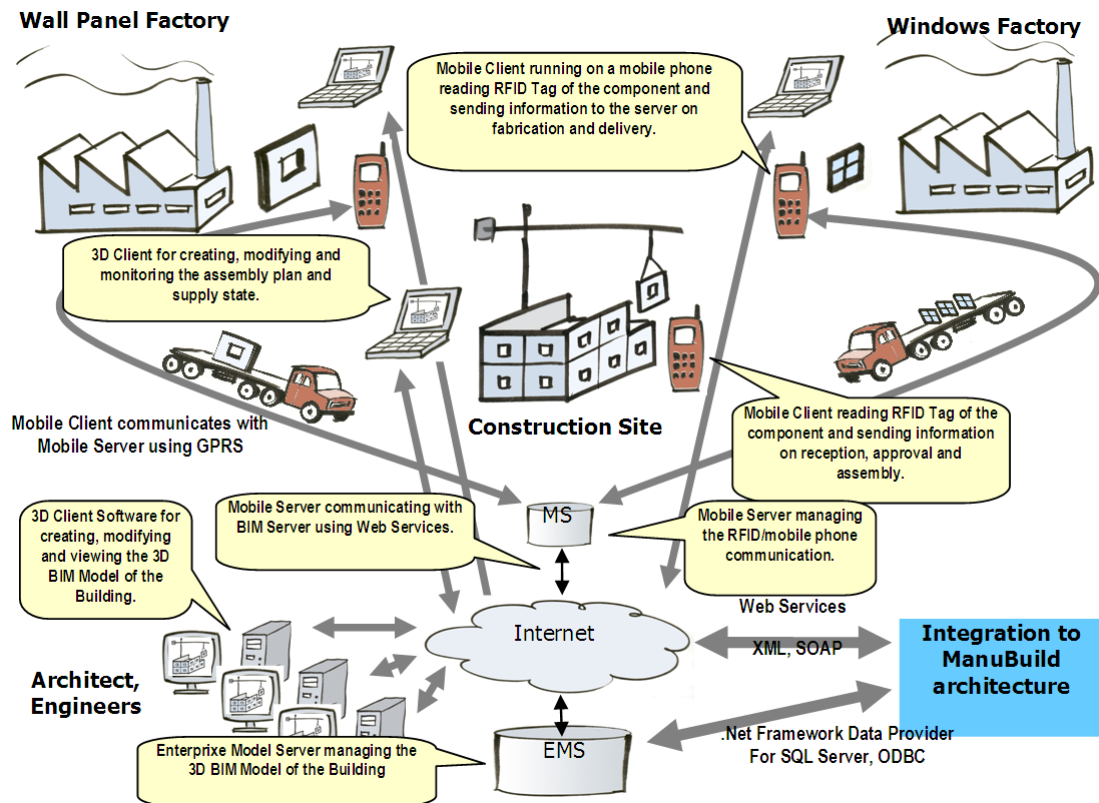 Wall Panel Factory
Windows Factory
Mobile Client running on a mobile phone
reading RFID Tag of the component and
sending information to the server on
fabrication and delivery.
3D Client for creating, modifying and
monitoring the assembly plan and
supply state.
Mobile Client communicates with
Mobile Server using GPRS
Construction Site
Mobile Client reading RFID Tag of the
component and sending information
on reception, approval and
assembly.
3D Client Software for
creating, modifying
and viewing the 3D
BIM Model of the
Building.
Mobile Server communicating with
BIM Server using Web Services.
MS
Mobile Server managing
the RFID/mobile phone
communication.
Web Services
Internet
XML, SOAP
Integration to
ManuBuild
architecture
Architect,
Engineers
Enterprixe Model Server managing the
3D BIM Model of the Building
EMS
.Net Framework Data Provider
For SQL Server, ODBC